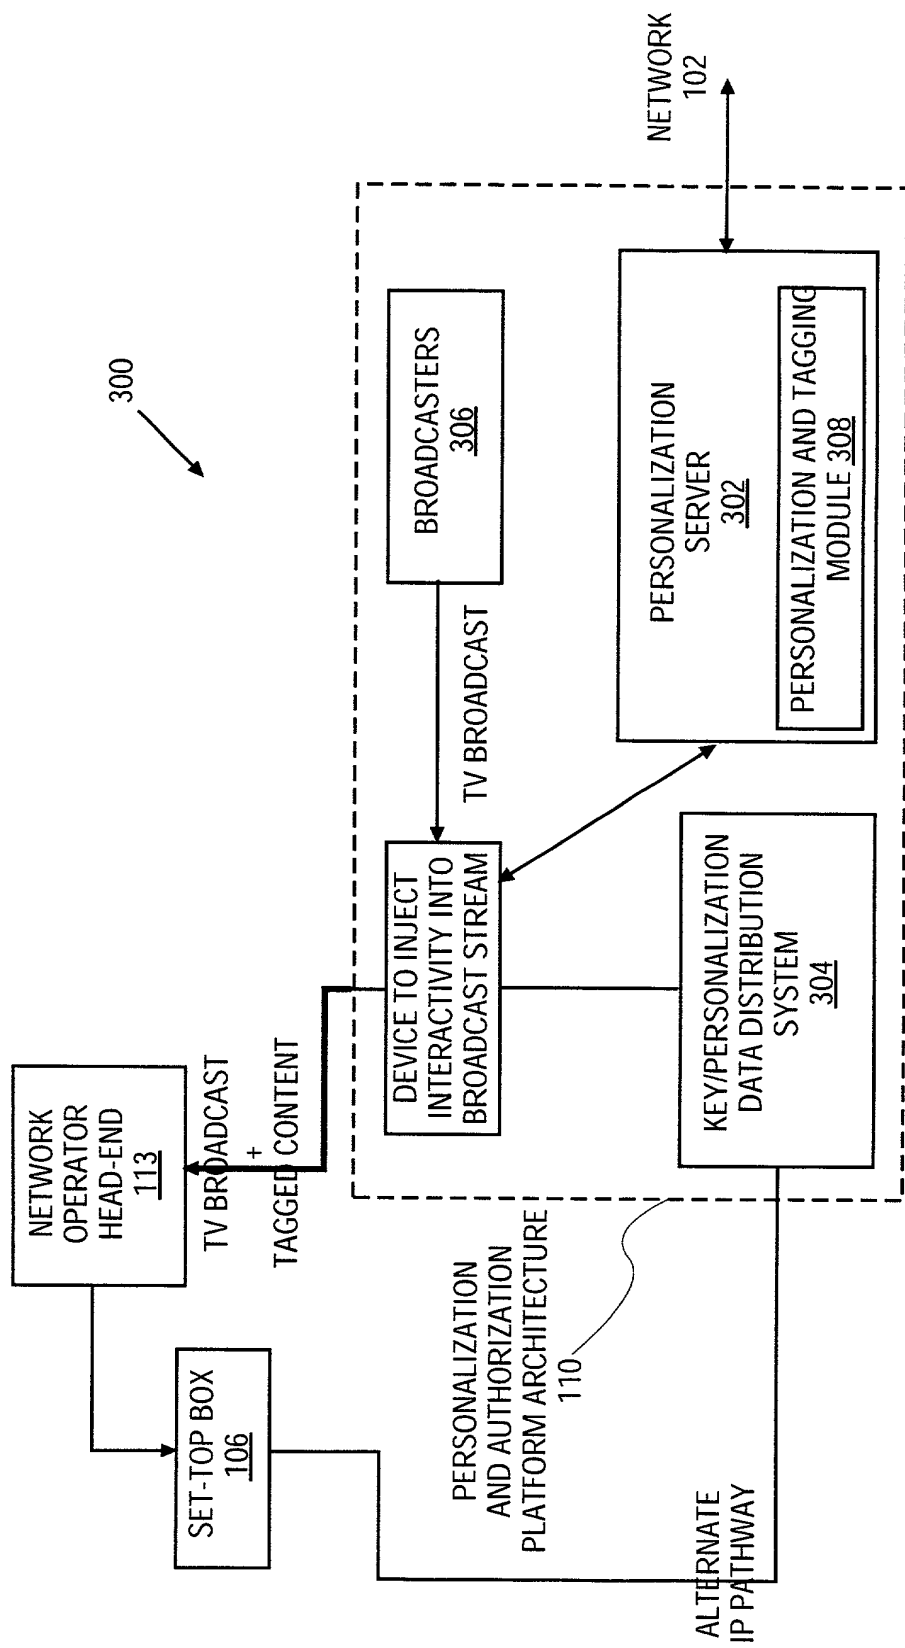 300
NETWORK
OPERATOR
HEAD-END
113
SET-TOP BOX
106
TV BROADCAST
+
TAGGED CONTENT
DEVICE TO INJECT
INTERACTIVITY INTO
BROADCAST STREAM
TV BROADCAST
BROADCASTERS
306
NETWORK
102
PERSONALIZATION
AND AUTHORIZATION
PLATFORM ARCHITECTURE
110
KEY/PERSONALIZATION
DATA DISTRIBUTION
SYSTEM
304
PERSONALIZATION
SERVER
302
PERSONALIZATION AND TAGGING
MODULE 308
ALTERNATE
IP PATHWAY